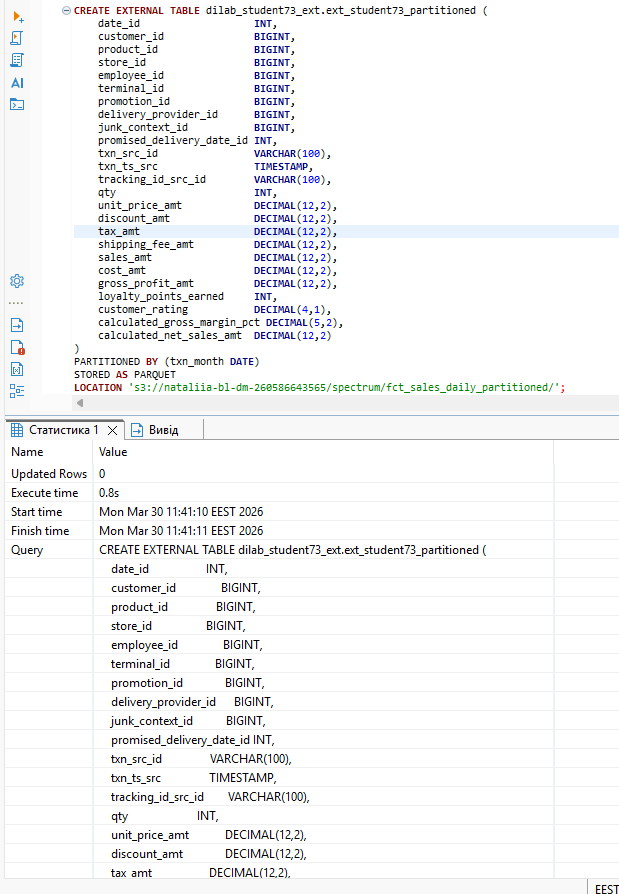 CREATE EXTERNAL TABLE dilab_student73_ext.ext_student73_partitioned (
date_id INT,
customer_id BIGINT,
product_id BIGINT,
store_id BIGINT,
employee_id BIGINT,
terminal_id BIGINT,
promotion_id BIGINT,
delivery_provider_id BIGINT,
junk_context_id BIGINT,
promised_delivery_date_id INT,
txn_src_id VARCHAR(100),
txn_ts_src TIMESTAMP,
tracking_id_src_id VARCHAR(100),
qty INT,
unit_price_amt DECIMAL(12,2),
discount_amt DECIMAL(12,2),
tax_amt DECIMAL(12,2),
shipping_fee_amt DECIMAL(12,2),
sales_amt DECIMAL(12,2),
cost_amt DECIMAL(12,2),
gross_profit_amt DECIMAL(12,2),
loyalty_points_earned INT,
customer_rating DECIMAL(4,1),
calculated_gross_margin_pct DECIMAL(5,2),
calculated_net_sales_amt DECIMAL(12,2)
)
PARTITIONED BY (txn_month DATE)
STORED AS PARQUET
LOCATION 's3://nataliia-bl-dm-260586643565/spectrum/fct_sales_daily_partitioned/';
AI
Статистика 1 Вивід
Name Value
Updated Rows 0
Execute time 0.8s
Start time Mon Mar 30 11:41:10 EEST 2026
Finish time Mon Mar 30 11:41:11 EEST 2026
Query CREATE EXTERNAL TABLE dilab_student73_ext.ext_student73_partitioned (
date_id INT,
customer_id BIGINT,
product_id BIGINT,
store_id BIGINT,
employee_id BIGINT,
terminal_id BIGINT,
promotion_id BIGINT,
delivery_provider_id BIGINT,
junk_context_id BIGINT,
promised_delivery_date_id INT,
txn_src_id VARCHAR(100),
txn_ts_src TIMESTAMP,
tracking_id_src_id VARCHAR(100),
qty INT,
unit_price_amt DECIMAL(12,2),
discount_amt DECIMAL(12,2),
tax_amt DECIMAL(12,2),
EEST